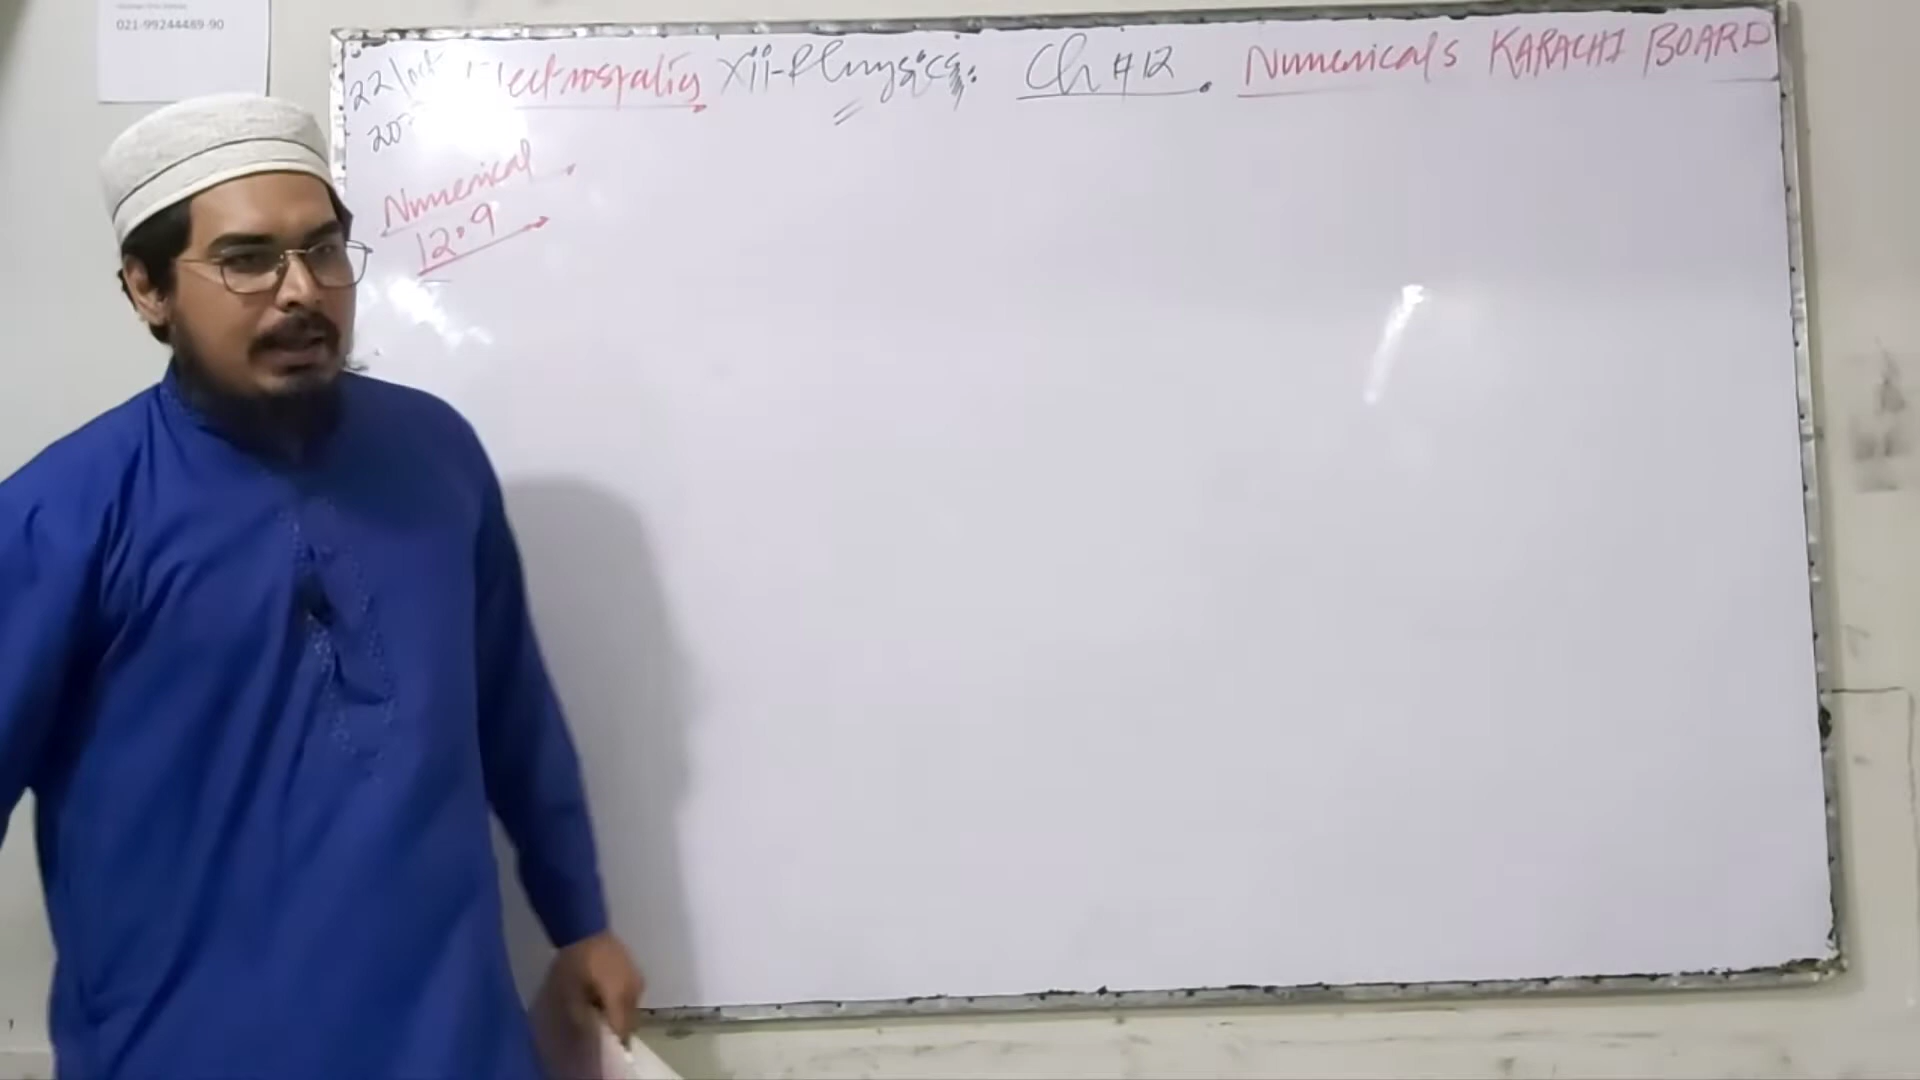 021-99244489-90
22/oct Electrostatics XII-Physics: Ch #12. Numericals KARACHI BOARD
Numerical
12.9